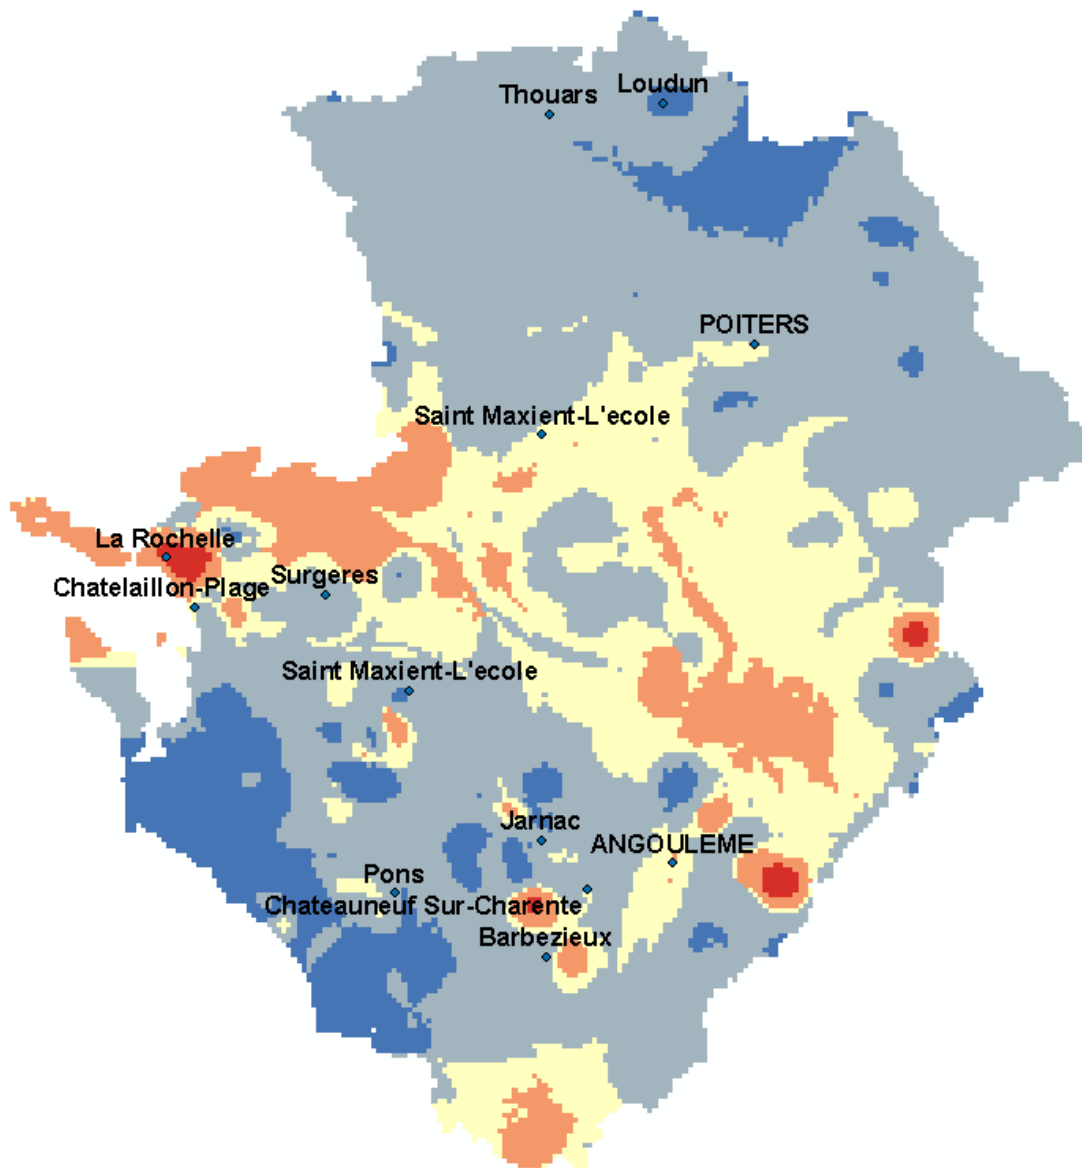 Loudun
Thouars
POITERS
Saint Maxient-L'ecole
La Rochelle
Surgeres
Chatelaillon-Plage
Saint Maxient-L'ecole
Jarnac
ANGOULEME
Pons
Chateauneuf Sur-Charente
Barbezieux